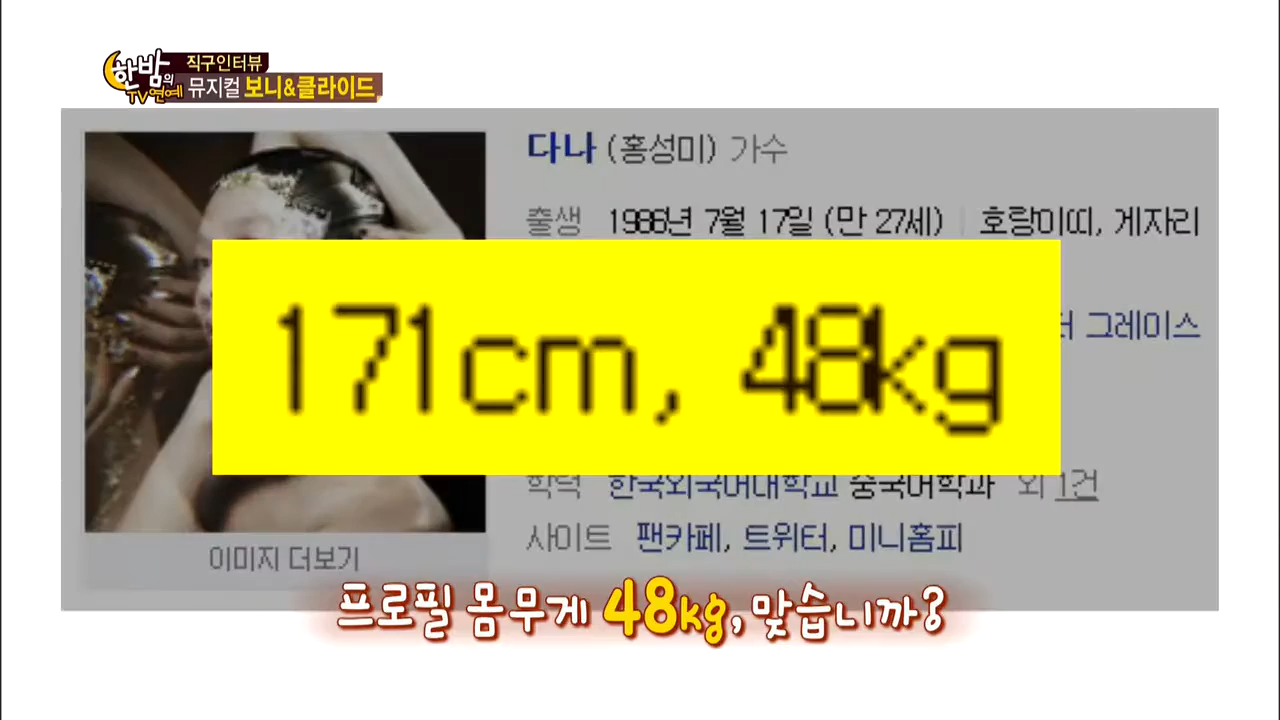 한밤의
TV연예
직구인터뷰
뮤지컬 보니&클라이드
다나 (홍성미) 가수
출생 1986년 7월 17일 (만 27세) 호랑이띠, 게자리
171cm, 48kg
그레이스
학력 한국외국어대학교 중국어학과 외 1건
사이트 팬카페, 트위터, 미니홈피
이미지 더보기
프로필 몸무게 48kg, 맞습니까?